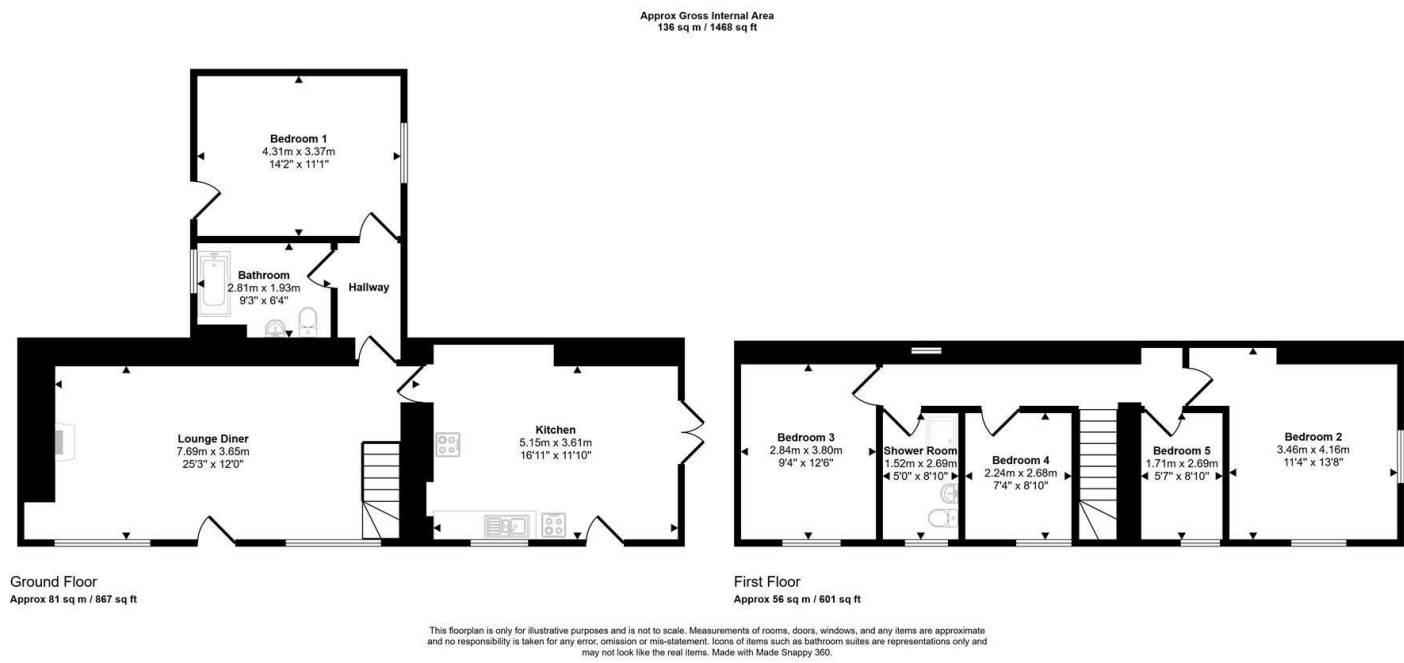 Approx Gross Internal Area
136 sq m / 1468 sq ft
Bedroom 1
4.31m x 3.37m
14'2" x 11'1"
Bathroom
2.81m x 1.93m
9'3" x 6'4"
Hallway
Lounge Diner
7.69m x 3.65m
25'3" x 12'0"
Kitchen
5.15m x 3.61m
16'11" x 11'10"
Bedroom 3
2.84m x 3.80m
9'4" x 12'6"
Shower Room
1.52m x 2.69m
5'0" x 8'10"
Bedroom 4
2.24m x 2.68m
7'4" x 8'10"
Bedroom 5
1.71m x 2.69m
5'7" x 8'10"
Bedroom 2
3.46m x 4.16m
11'4" x 13'8"
Ground Floor
Approx 81 sq m / 867 sq ft
First Floor
Approx 56 sq m / 601 sq ft
This floorplan is only for illustrative purposes and is not to scale. Measurements of rooms, doors, windows, and any items are approximate
and no responsibility is taken for any error, omission or mis-statement. Icons of items such as bathroom suites are representations only and
may not look like the real items. Made with Made Snappy 360.